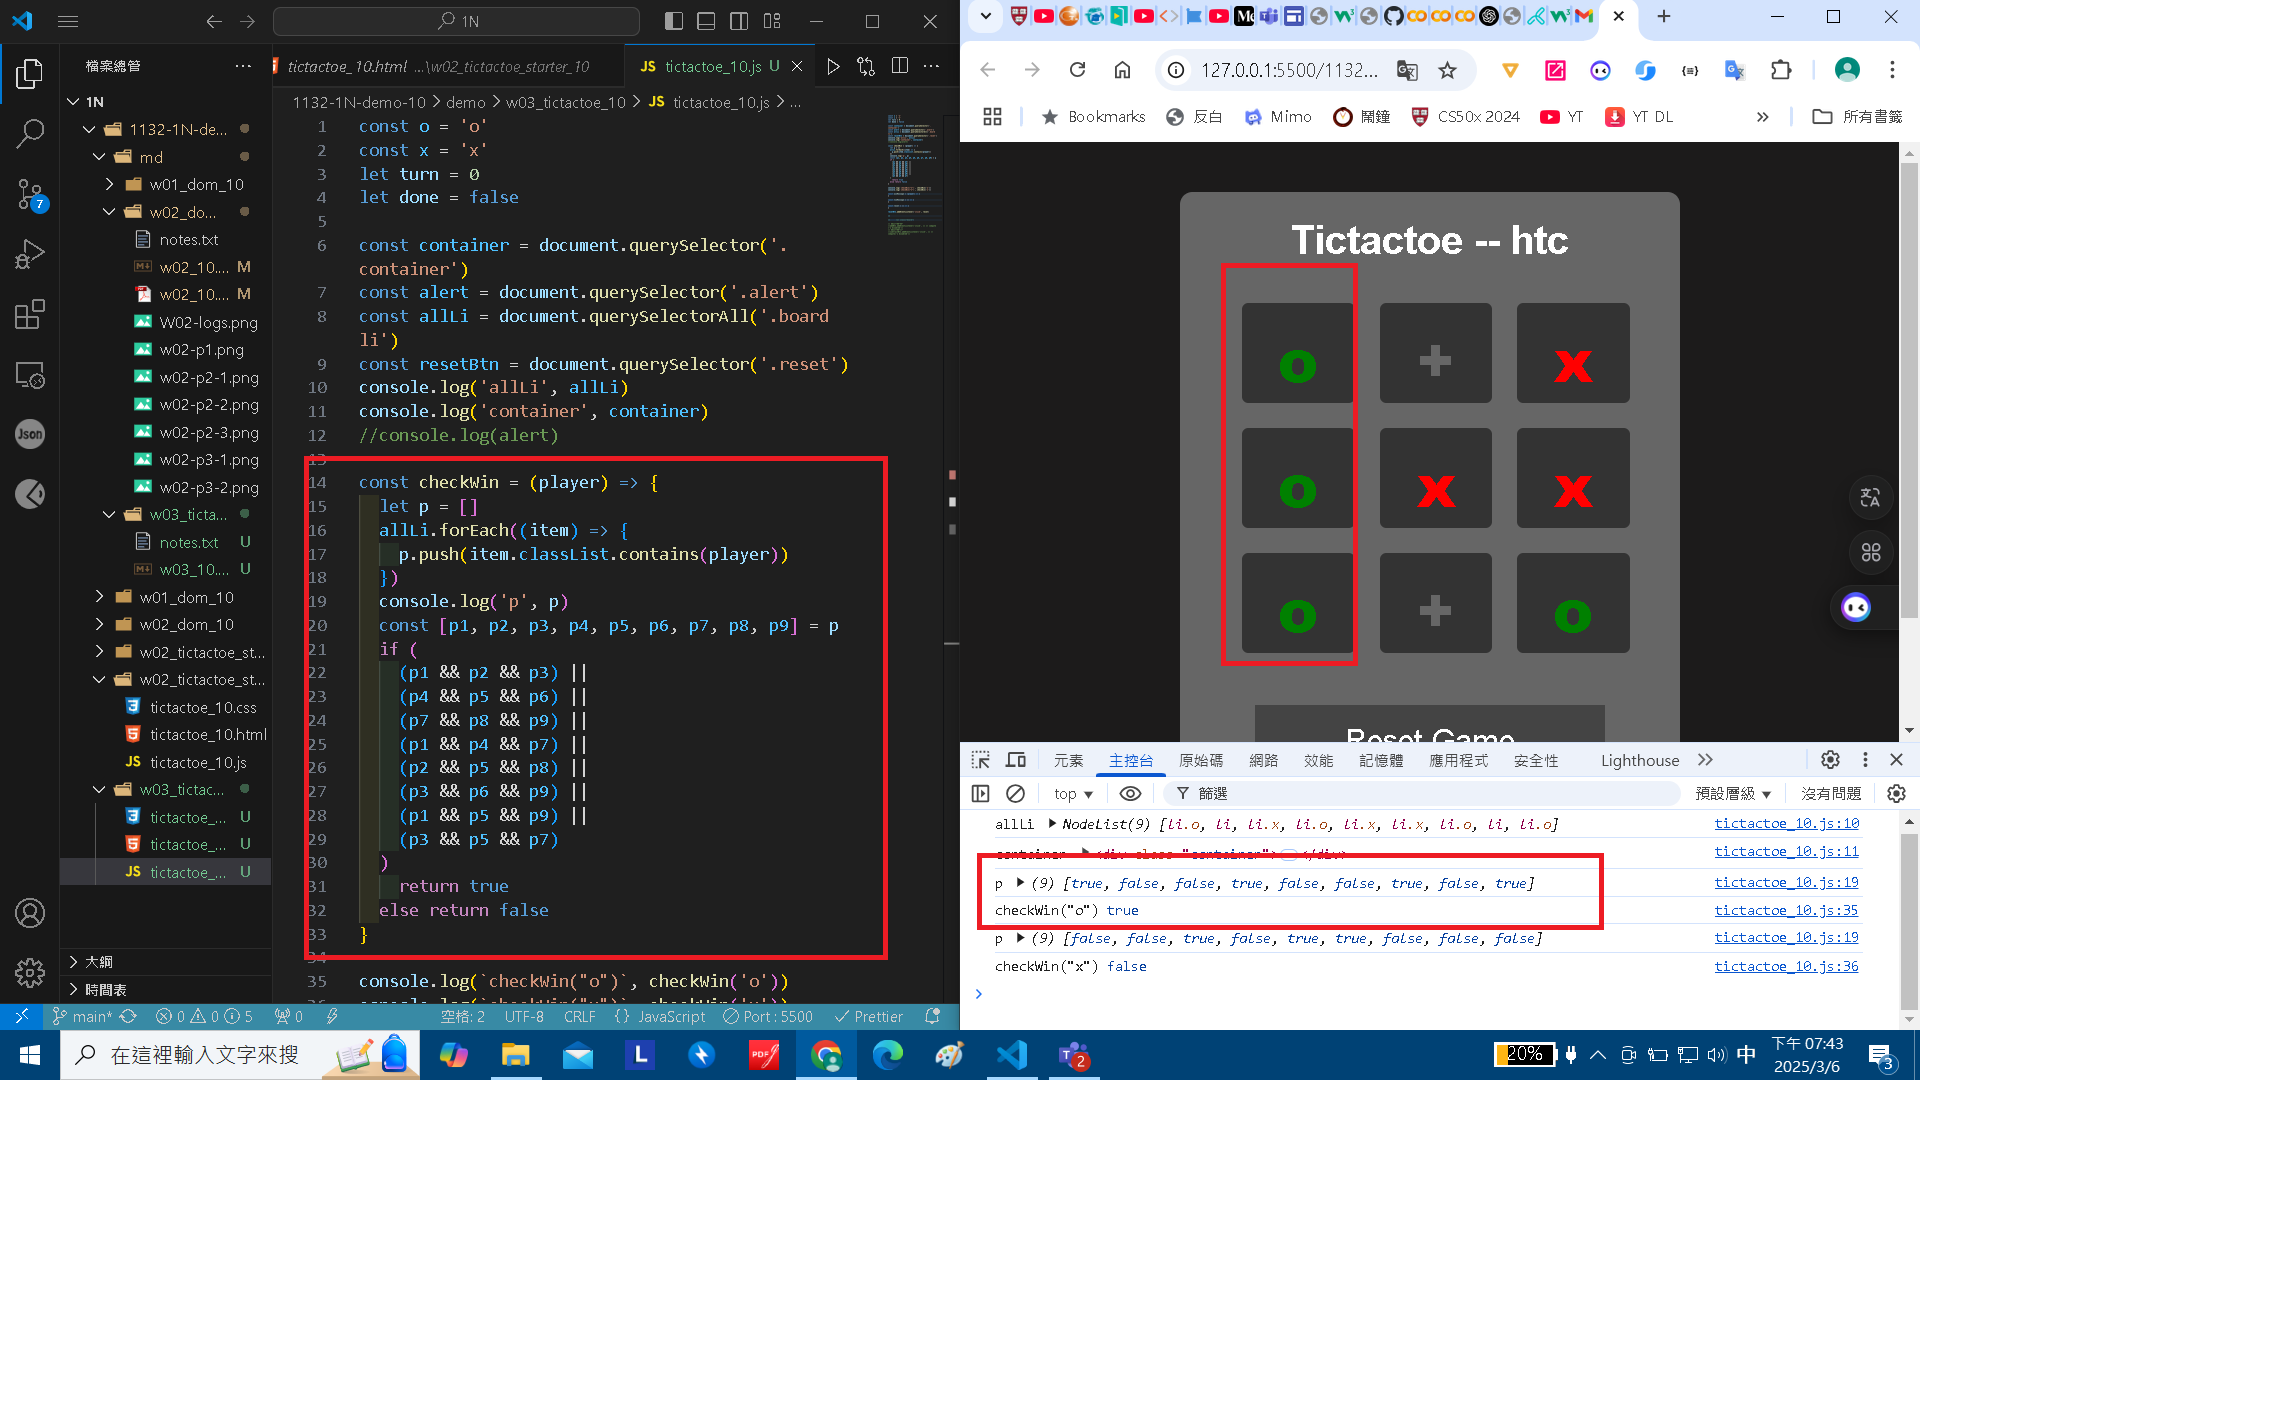 1N
檔案總管
tictactoe_10.html ...\w02_tictactoe_starter_10
JS tictactoe_10.js U
1132-1N-demo-10 > demo > w03_tictactoe_10 > JS tictactoe_10.js > ...
1N
1132-1N-de...
md
w01_dom_10
w02_do...
notes.txt
w02_10.... M
w02_10.... M
W02-logs.png
w02-p1.png
w02-p2-1.png
w02-p2-2.png
w02-p2-3.png
w02-p3-1.png
w02-p3-2.png
w03_ticta...
notes.txt U
w03_10.... U
w01_dom_10
w02_dom_10
w02_tictactoe_st...
w02_tictactoe_st...
tictactoe_10.css
tictactoe_10.html
JS tictactoe_10.js
w03_tictac...
tictactoe_... U
tictactoe_... U
JS tictactoe_... U
大綱
時間表
7
Json
1 const o = 'o'
2 const x = 'x'
3 let turn = 0
4 let done = false
5
6 const container = document.querySelector('.
container')
7 const alert = document.querySelector('.alert')
8 const allLi = document.querySelectorAll('.board
li')
9 const resetBtn = document.querySelector('.reset')
10 console.log('allLi', allLi)
11 console.log('container', container)
12 //console.log(alert)
13
14 const checkWin = (player) => {
15 let p = []
16 allLi.forEach((item) => {
17 p.push(item.classList.contains(player))
18 })
19 console.log('p', p)
20 const [p1, p2, p3, p4, p5, p6, p7, p8, p9] = p
21 if (
22 (p1 && p2 && p3) ||
23 (p4 && p5 && p6) ||
24 (p7 && p8 && p9) ||
25 (p1 && p4 && p7) ||
26 (p2 && p5 && p8) ||
27 (p3 && p6 && p9) ||
28 (p1 && p5 && p9) ||
29 (p3 && p5 && p7)
30 )
31 return true
32 else return false
33 }
34
35 console.log(`checkWin("o")`, checkWin('o'))
36 console.log(`checkWin("x")`, checkWin('x'))
main* 0 0 5 0 空格: 2 UTF-8 CRLF {} JavaScript Port : 5500 Prettier
127.0.0.1:5500/1132...
Bookmarks 反白 Mimo 鬧鐘 CS50x 2024 YT YT DL » 所有書籤
Tictactoe -- htc
o + x
o x x
o + o
Reset Game
元素 主控台 原始碼 網路 效能 記憶體 應用程式 安全性 Lighthouse
top 篩選 預設層級 沒有問題
allLi NodeList(9) [li.o, li, li.x, li.o, li.x, li.x, li.o, li, li.o] tictactoe_10.js:10
container <div class="container">…</div> tictactoe_10.js:11
p (9) [true, false, false, true, false, false, true, false, true] tictactoe_10.js:19
checkWin("o") true tictactoe_10.js:35
p (9) [false, false, true, false, true, true, false, false, false] tictactoe_10.js:19
checkWin("x") false tictactoe_10.js:36
在這裡輸入文字來搜
L
PDF
2
20%
中
下午 07:43
2025/3/6
3